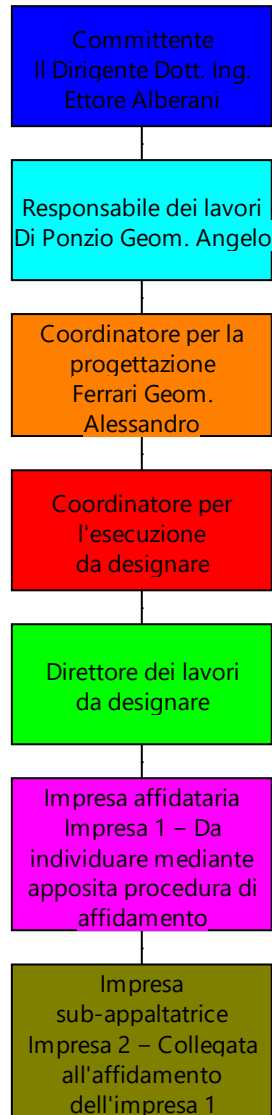 Committente
Il Dirigente Dott. Ing.
Ettore Alberani
Responsabile dei lavori
Di Ponzio Geom. Angelo
Coordinatore per la
progettazione
Ferrari Geom.
Alessandro
Coordinatore per
l'esecuzione
da designare
Direttore dei lavori
da designare
Impresa affidataria
Impresa 1 – Da
individuare mediante
apposita procedura di
affidamento
Impresa
sub-appaltatrice
Impresa 2 – Collegata
all'affidamento
dell'impresa 1